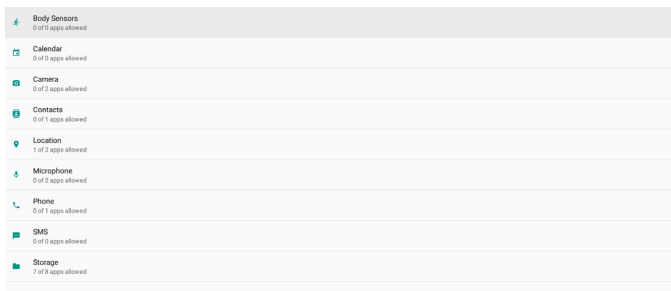 Body Sensors
0 of 0 apps allowed
Calendar
0 of 0 apps allowed
Camera
0 of 2 apps allowed
Contacts
0 of 1 apps allowed
Location
1 of 2 apps allowed
Microphone
0 of 2 apps allowed
Phone
0 of 1 apps allowed
SMS
0 of 0 apps allowed
Storage
7 of 8 apps allowed